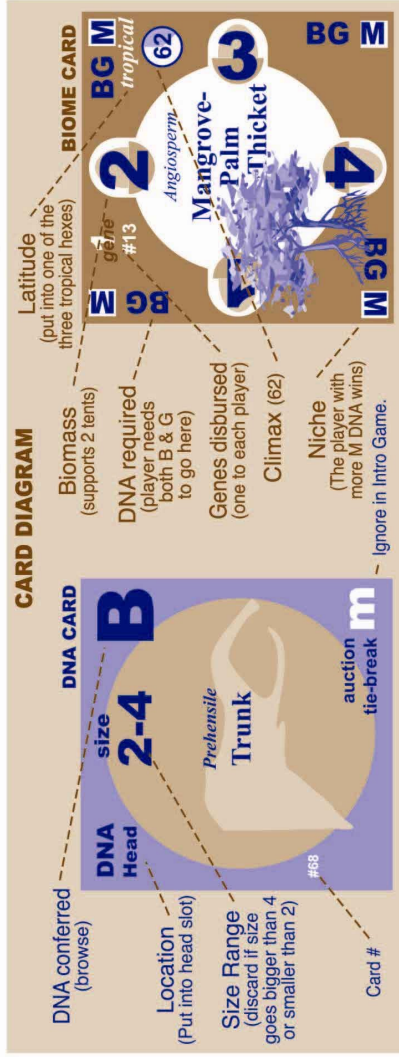 CARD DIAGRAM
DNA CARD
DNA conferred
(browse)
Location
(Put into head slot)
Size Range
(discard if size
goes bigger than 4
or smaller than 2)
Card #
DNA
Head
size
2-4
B
Prehensile
Trunk
#68
auction
tie-break
m
Ignore in Intro Game.
BIOME CARD
Latitude
(put into one of the
three tropical hexes)
Biomass
(supports 2 tents)
DNA required
(player needs
both B & G
to go here)
Genes disbursed
(one to each player)
Climax (62)
Niche
(The player with
more M DNA wins)
BG M
tropical
62
1
gene
#13
2
3
4
Angiosperm
Mangrove-
Palm
Thicket
BG M
BG M
BG M